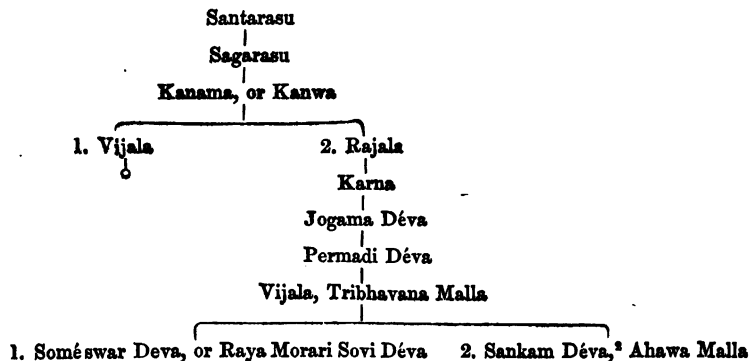 Santarasu
Sagarasu
Kanama, or Kanwa
1. Vijala 2. Rajala
Karna
Jogama Déva
Permadi Déva
Vijala, Tribhavana Malla
1. Soméswar Deva, or Raya Morari Sovi Déva 2. Sankam Déva,² Ahawa Malla